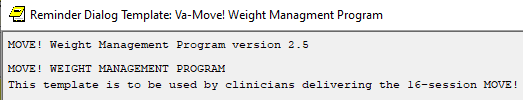 Reminder Dialog Template: Va-Move! Weight Managment Program
MOVE! Weight Management Program version 2.5
MOVE! WEIGHT MANAGEMENT PROGRAM
This template is to be used by clinicians delivering the 16-session MOVE!